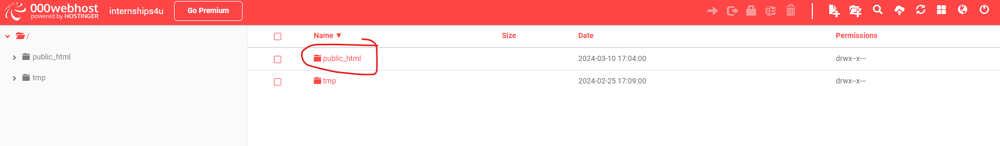 000webhost
powered by HOSTINGER
internships4u
Go Premium
/
public_html
tmp
Name ▼ Size Date Permissions
public_html 2024-03-10 17:04:00 drwx--x---
tmp 2024-02-25 17:09:00 drwx--x---